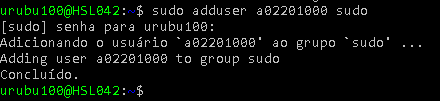 urubu100@HSL042:~$ sudo adduser a02201000 sudo
[sudo] senha para urubu100:
Adicionando o usuário `a02201000' ao grupo `sudo' ...
Adding user a02201000 to group sudo
Concluído.
urubu100@HSL042:~$